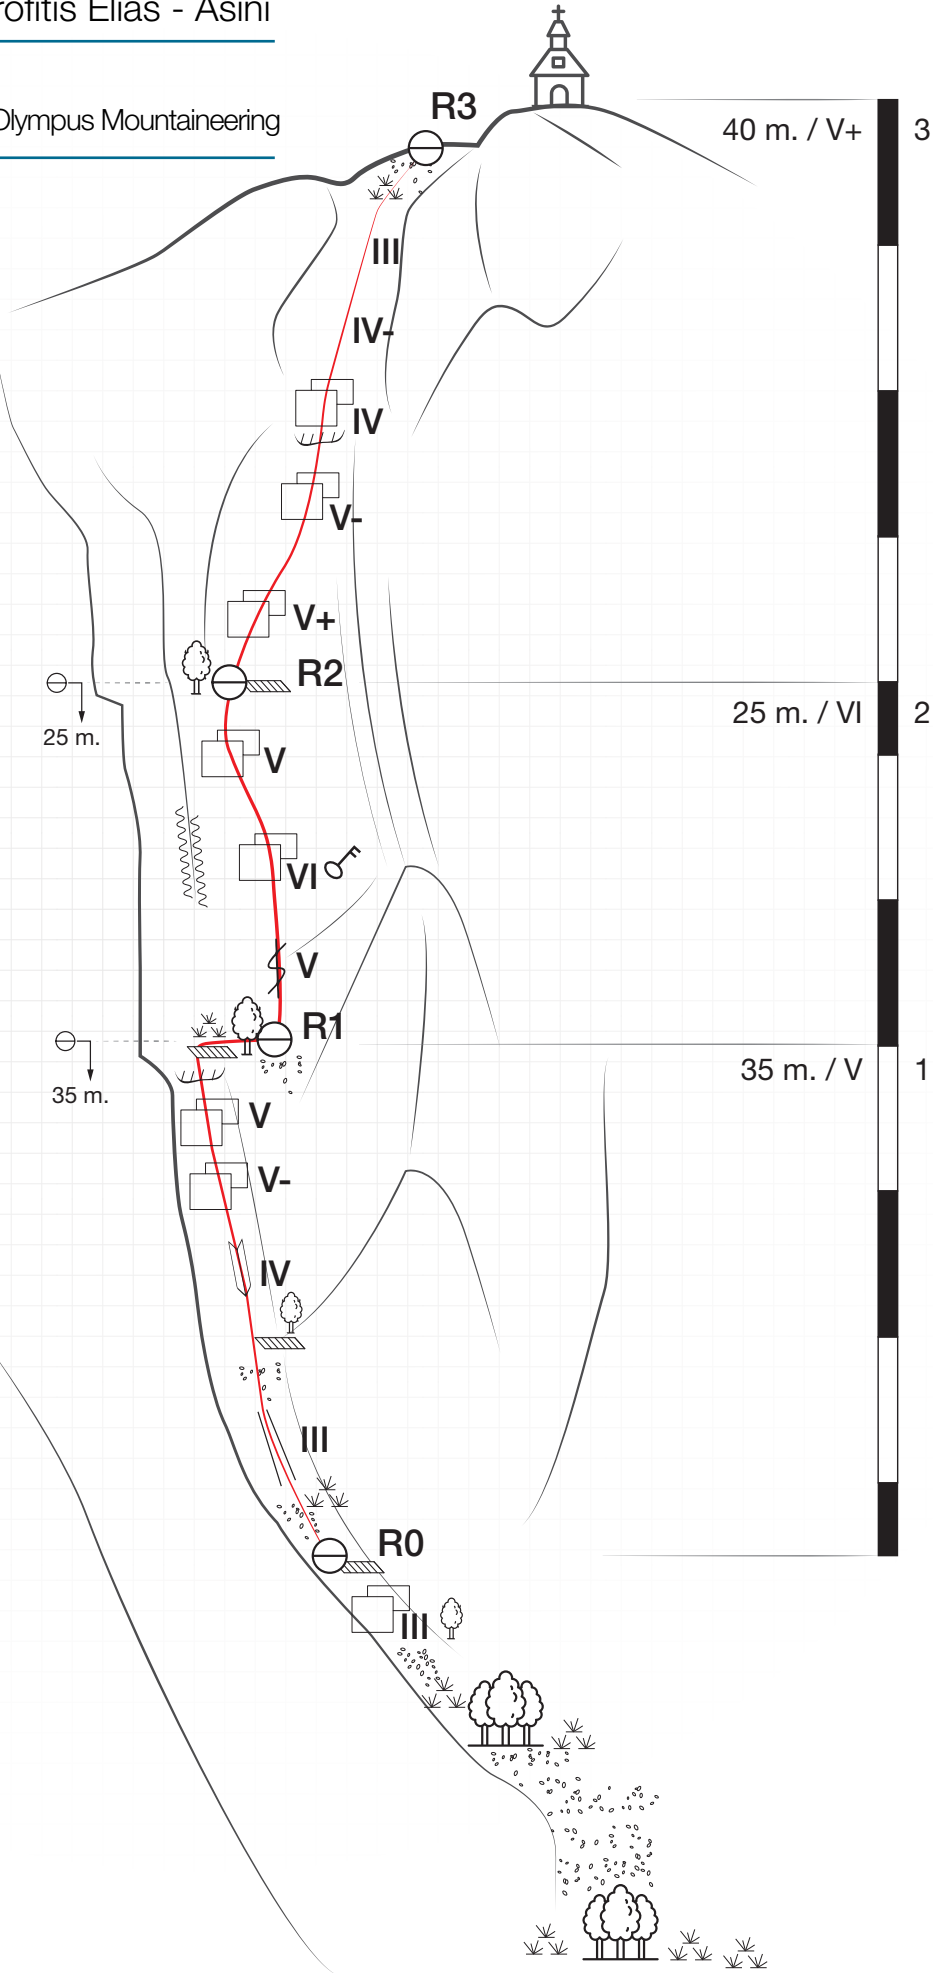 rofitis Elias - Asini
Olympus Mountaineering
R3
40 m. / V+ 3
III
IV-
IV
V-
V+
R2
25 m. / VI 2
25 m.
V
VI
V
R1
35 m. / V 1
35 m.
V
V-
IV
III
R0
III